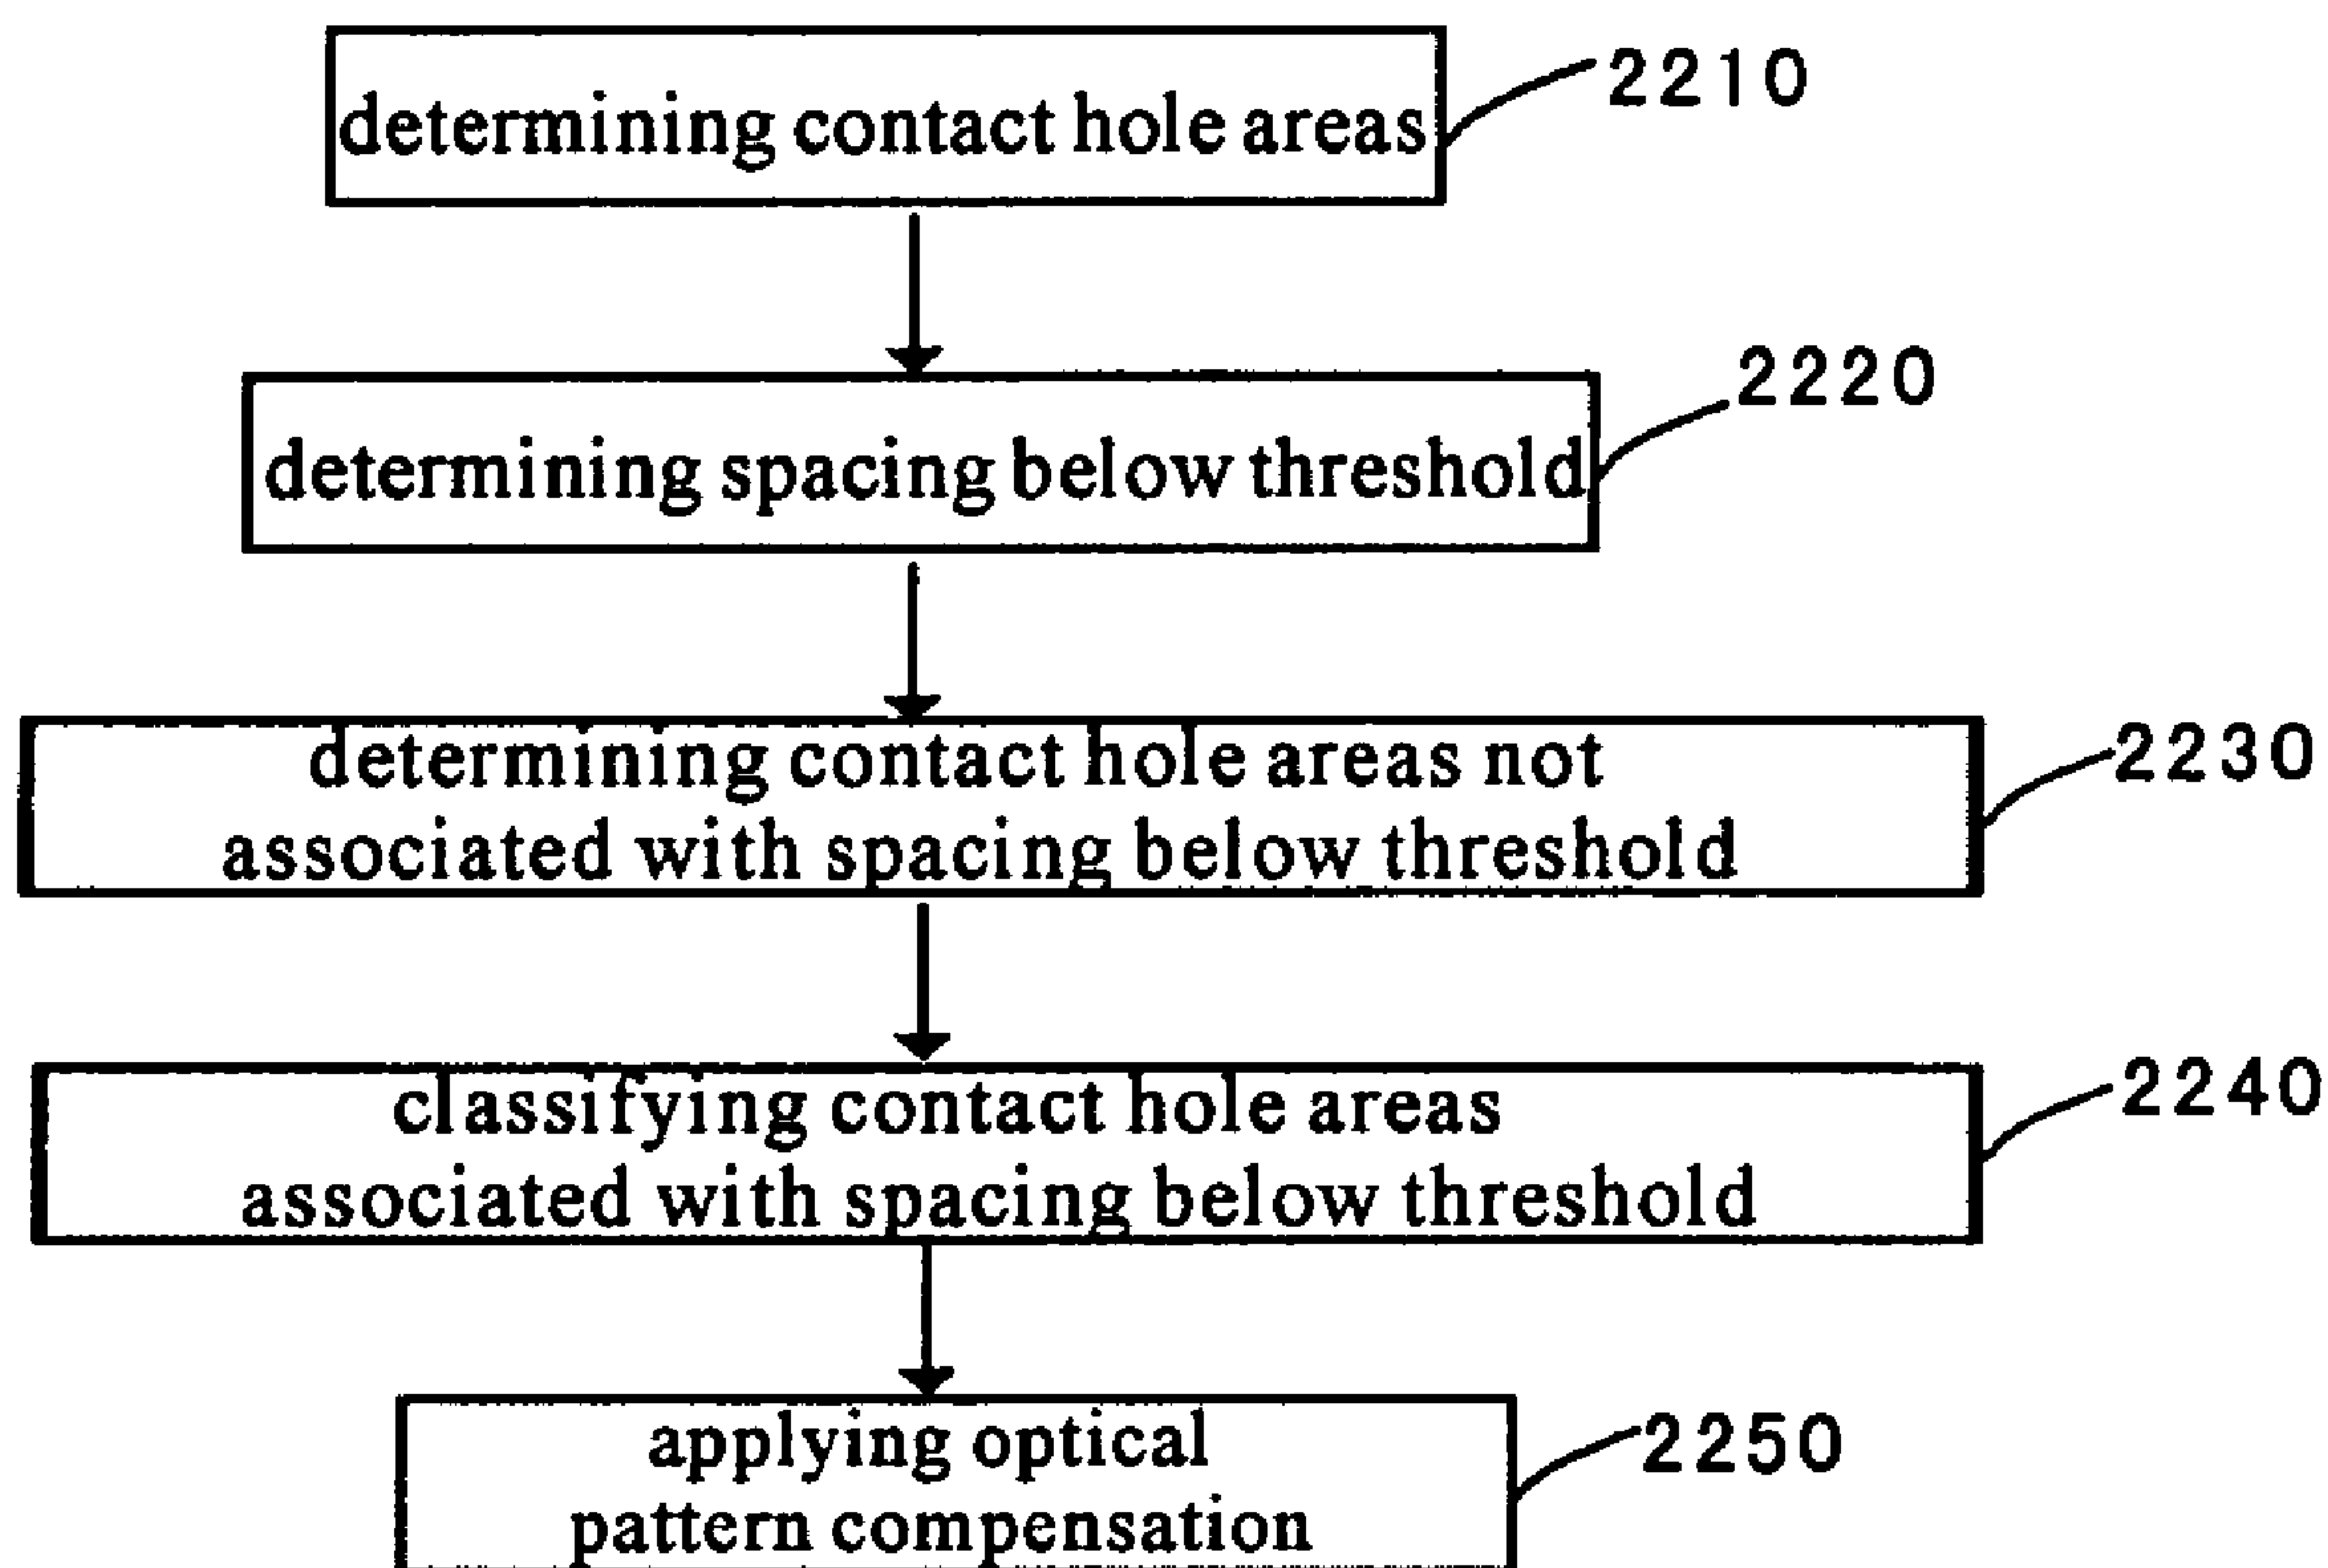 determining contact hole areas
2210
determining spacing below threshold
2220
determining contact hole areas not
associated with spacing below threshold
2230
classifying contact hole areas
associated with spacing below threshold
2240
applying optical
pattern compensation
2250